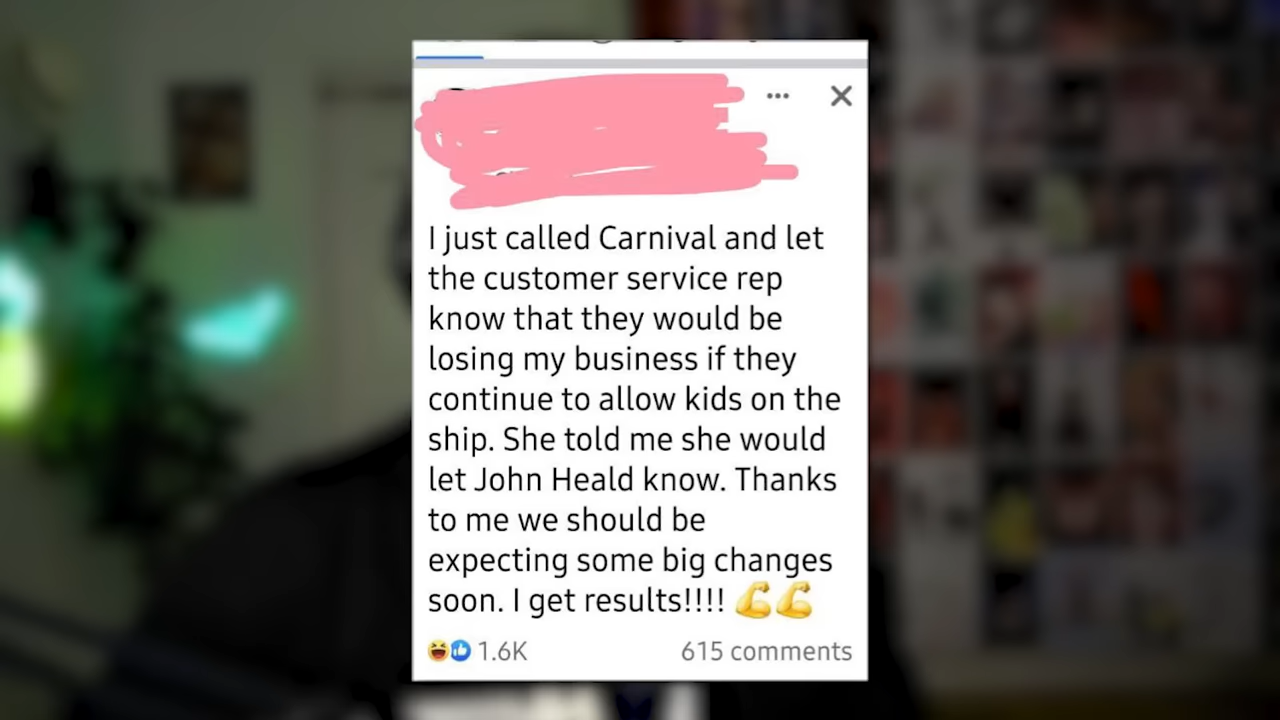 I just called Carnival and let
the customer service rep
know that they would be
losing my business if they
continue to allow kids on the
ship. She told me she would
let John Heald know. Thanks
to me we should be
expecting some big changes
soon. I get results!!!! 💪💪
1.6K 615 comments